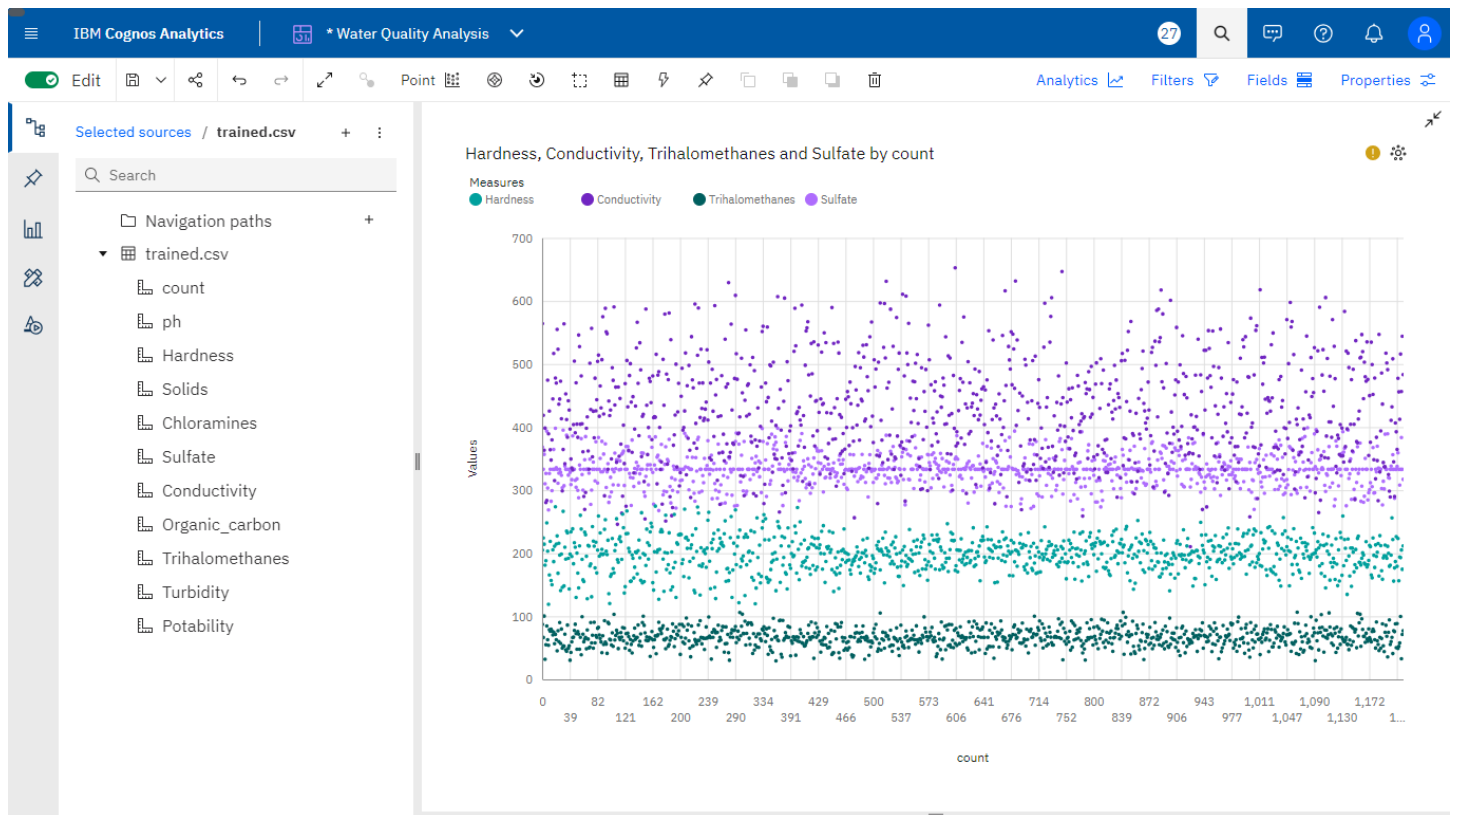 IBM Cognos Analytics
* Water Quality Analysis
27
Edit
Point
Analytics
Filters
Fields
Properties
Selected sources / trained.csv
Search
Navigation paths
trained.csv
count
ph
Hardness
Solids
Chloramines
Sulfate
Conductivity
Organic_carbon
Trihalomethanes
Turbidity
Potability
Hardness, Conductivity, Trihalomethanes and Sulfate by count
Measures
Hardness Conductivity Trihalomethanes Sulfate
700
600
500
400
300
200
100
0
Values
0 82 162 239 334 429 500 573 641 714 800 872 943 1,011 1,090 1,172
39 121 200 290 391 466 537 606 676 752 839 906 977 1,047 1,130 1...
count